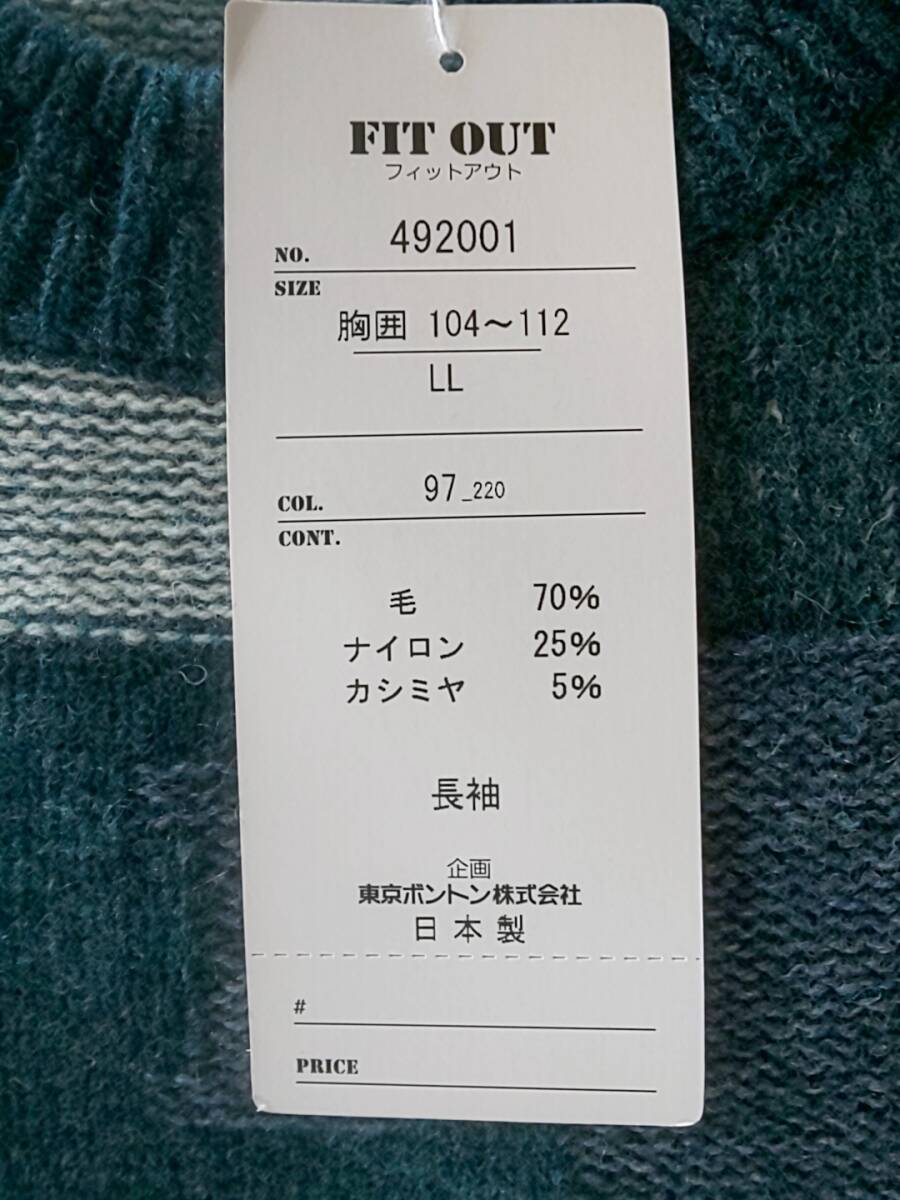 FIT OUT
フィットアウト
NO. 492001
SIZE
胸囲 104～112
LL
COL. 97_220
CONT.
毛 70%
ナイロン 25%
カシミヤ 5%
長袖
企画
東京ボントン株式会社
日本製
#
PRICE